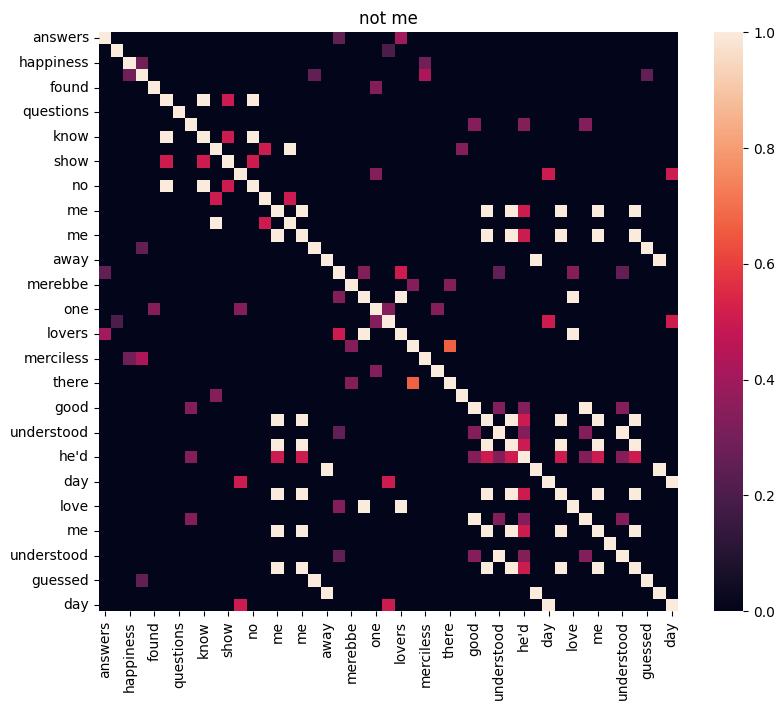 not me
answers
happiness
found
questions
know
show
no
me
me
away
merebbe
one
lovers
merciless
there
good
understood
he'd
day
love
me
understood
guessed
day
1.0
0.8
0.6
0.4
0.2
0.0
answers
happiness
found
questions
know
show
no
me
me
away
merebbe
one
lovers
merciless
there
good
understood
he'd
day
love
me
understood
guessed
day